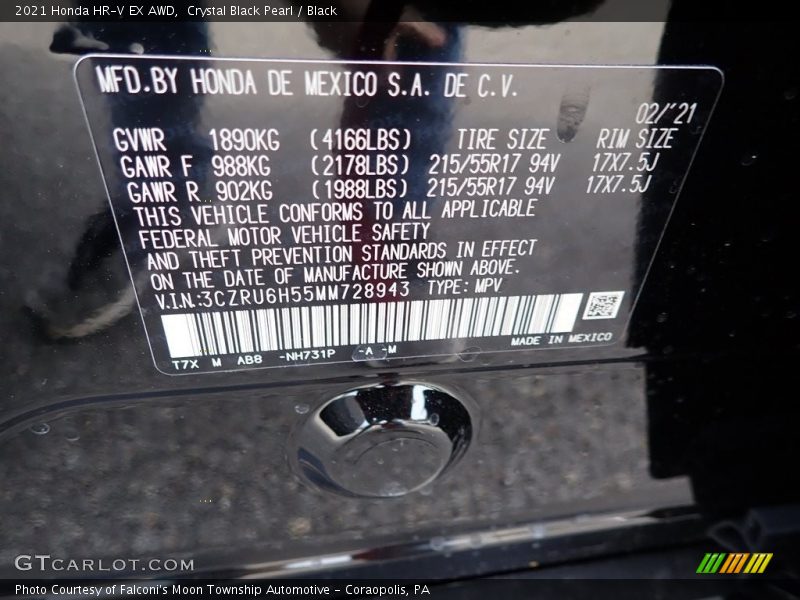 2021 Honda HR-V EX AWD, Crystal Black Pearl / Black
MFD.BY HONDA DE MEXICO S.A. DE C.V.
02/'21
GVWR 1890KG (4166LBS) TIRE SIZE RIM SIZE
GAWR F 988KG (2178LBS) 215/55R17 94V 17X7.5J
GAWR R 902KG (1988LBS) 215/55R17 94V 17X7.5J
THIS VEHICLE CONFORMS TO ALL APPLICABLE
FEDERAL MOTOR VEHICLE SAFETY
AND THEFT PREVENTION STANDARDS IN EFFECT
ON THE DATE OF MANUFACTURE SHOWN ABOVE.
V.I.N:3CZRU6H55MM728943 TYPE: MPV
T7X M ABB -NH731P -A -M MADE IN MEXICO
GTCARLOT.COM
Photo Courtesy of Falconi's Moon Township Automotive - Coraopolis, PA